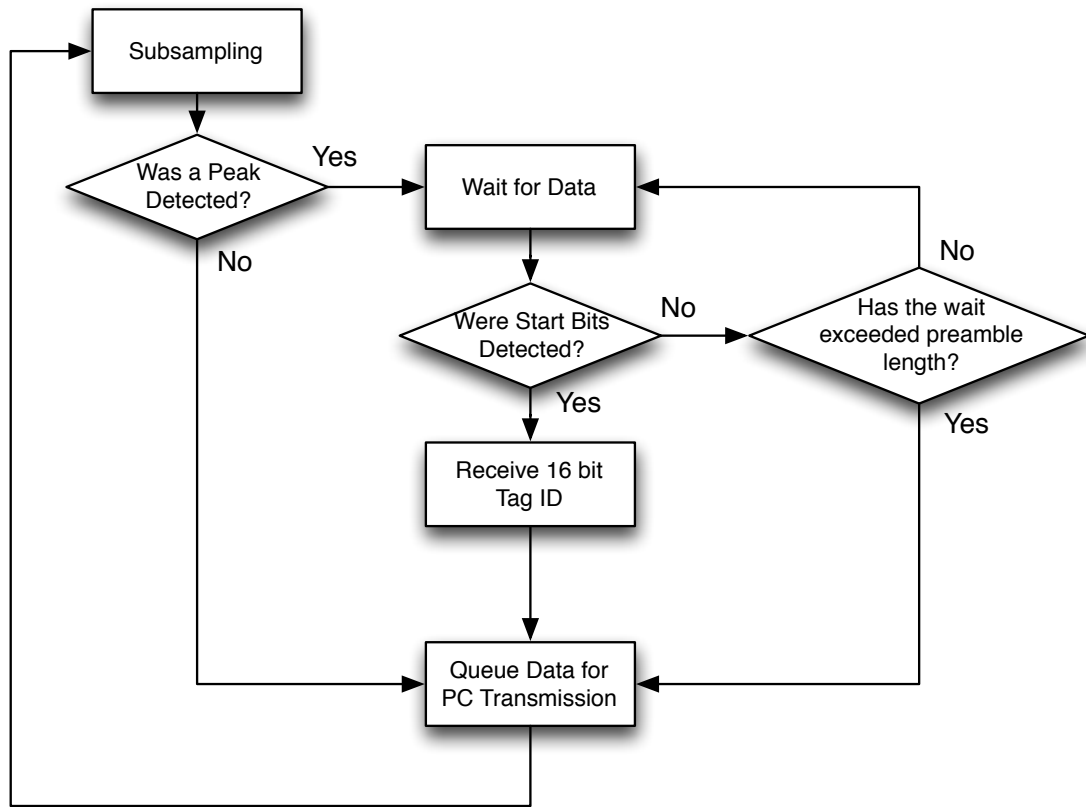 Subsampling
Was a Peak
Detected?
Yes
No
Wait for Data
Were Start Bits
Detected?
No
Yes
Has the wait
exceeded preamble
length?
No
Yes
Receive 16 bit
Tag ID
Queue Data for
PC Transmission